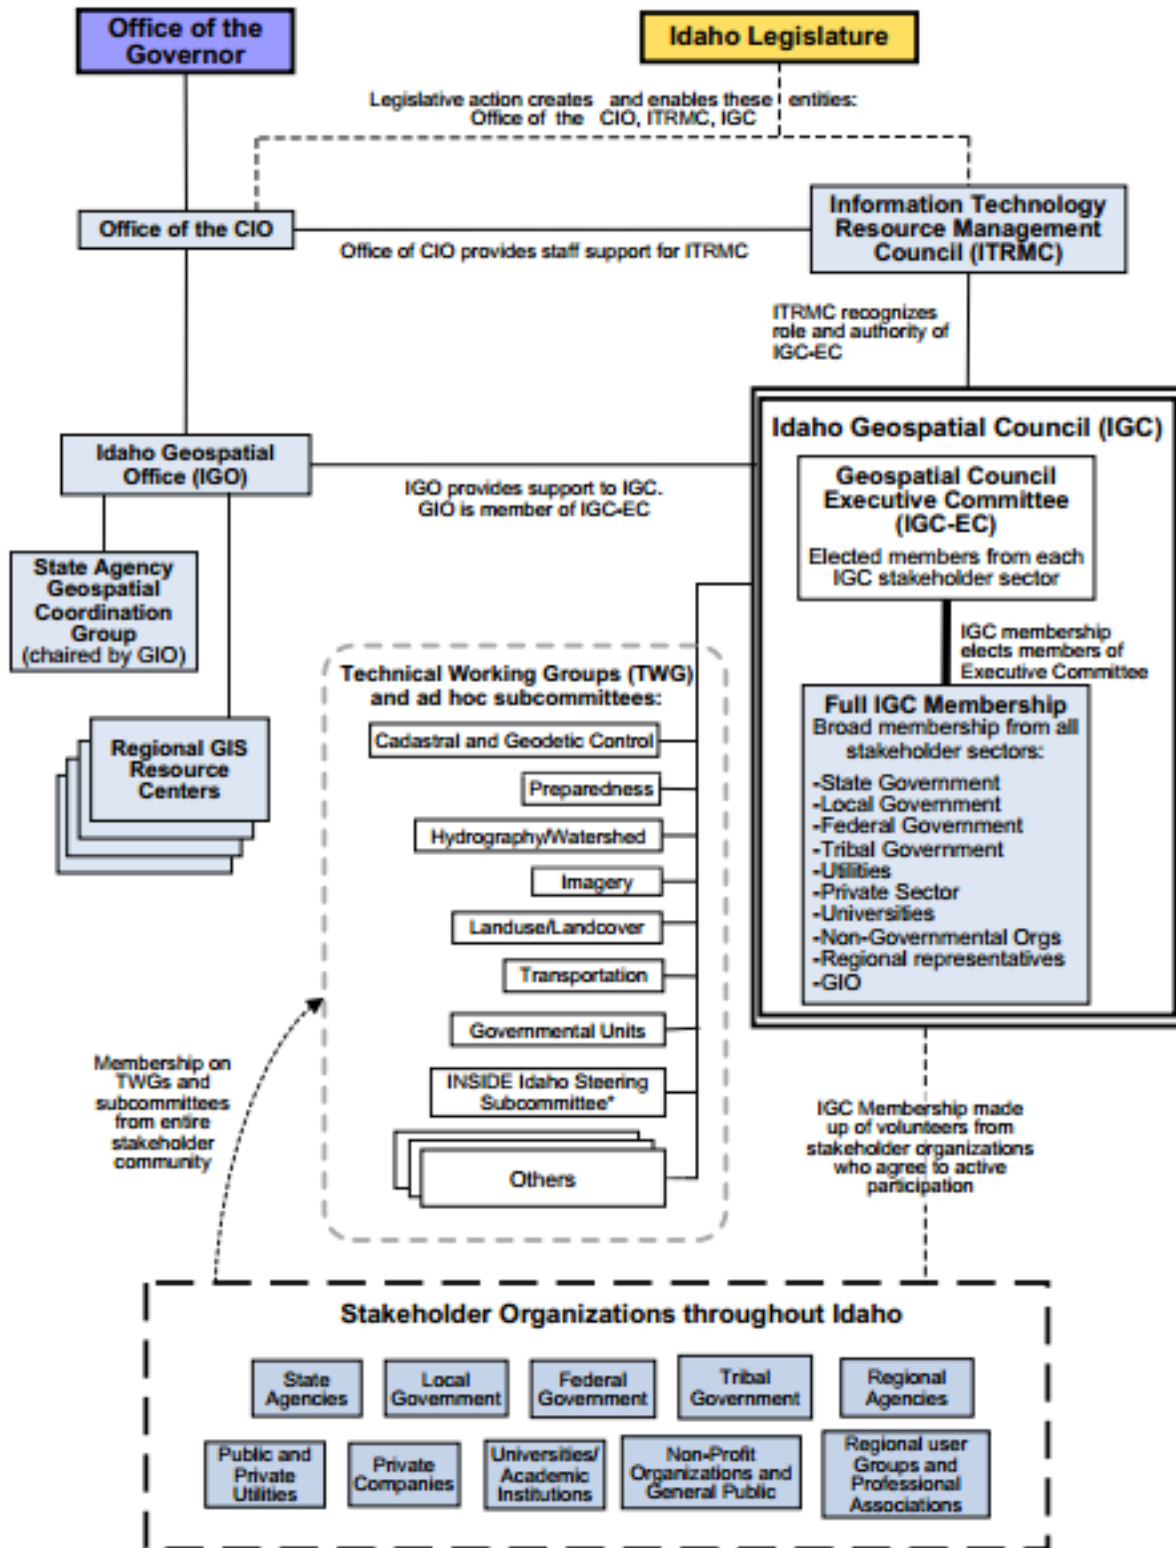 Office of the
Governor
Idaho Legislature
Legislative action creates and enables these entities:
Office of the CIO, ITRMC, IGC
Office of the CIO
Information Technology
Resource Management
Council (ITRMC)
Office of CIO provides staff support for ITRMC
ITRMC recognizes
role and authority of
IGC-EC
Idaho Geospatial
Office (IGO)
IGO provides support to IGC.
GIO is member of IGC-EC
Idaho Geospatial Council (IGC)
Geospatial Council
Executive Committee
(IGC-EC)
Elected members from each
IGC stakeholder sector
IGC membership
elects members of
Executive Committee
Full IGC Membership
Broad membership from all
stakeholder sectors:
-State Government
-Local Government
-Federal Government
-Tribal Government
-Utilities
-Private Sector
-Universities
-Non-Governmental Orgs
-Regional representatives
-GIO
State Agency
Geospatial
Coordination
Group
(chaired by GIO)
Regional GIS
Resource
Centers
Technical Working Groups (TWG)
and ad hoc subcommittees:
Cadastral and Geodetic Control
Preparedness
Hydrography/Watershed
Imagery
Landuse/Landcover
Transportation
Governmental Units
INSIDE Idaho Steering
Subcommittee*
Others
Membership on
TWGs and
subcommittees
from entire
stakeholder
community
IGC Membership made
up of volunteers from
stakeholder organizations
who agree to active
participation
Stakeholder Organizations throughout Idaho
State
Agencies
Local
Government
Federal
Government
Tribal
Government
Regional
Agencies
Public and
Private
Utilities
Private
Companies
Universities/
Academic
Institutions
Non-Profit
Organizations and
General Public
Regional user
Groups and
Professional
Associations